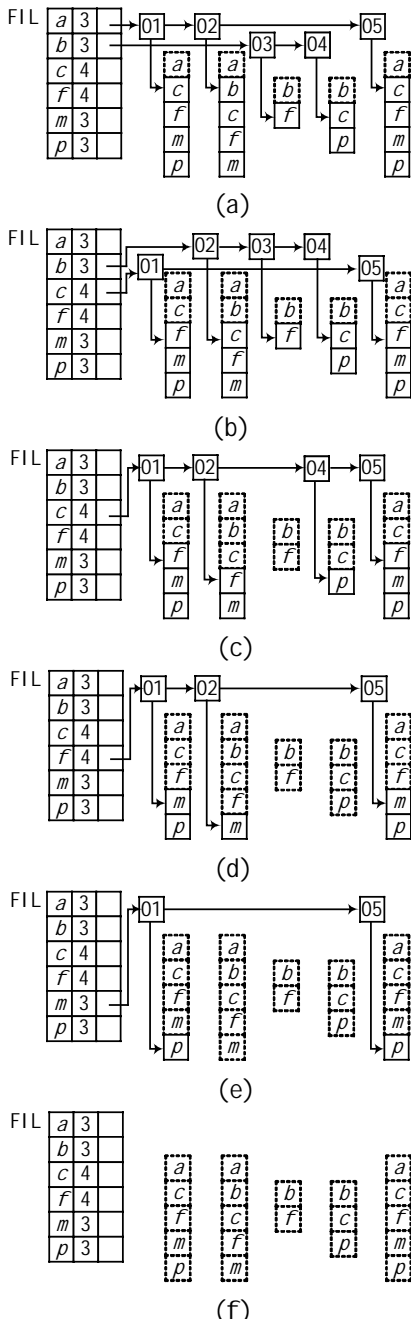 FIL a 3 01 02 05
b 3 03 04
c 4 a a a
f 4 c b b b c
m 3 f c f c f
p 3 m f p m
p m p
(a)
FIL a 3 02 03 04
b 3 01 05
c 4 a a a
f 4 c b b b c
m 3 f c f c f
p 3 m f p m
p m p
(b)
FIL a 3 01 02 04 05
b 3
c 4 a a a
f 4 c b b b c
m 3 f c f c f
p 3 m f p m
p m p
(c)
FIL a 3 01 02 05
b 3
c 4 a a a
f 4 c b b b c
m 3 f c f c f
p 3 m f p m
p m p
(d)
FIL a 3 01 05
b 3
c 4 a a a
f 4 c b b b c
m 3 f c f c f
p 3 m f p m
p m p
(e)
FIL a 3
b 3
c 4 a a a
f 4 c b b b c
m 3 f c f c f
p 3 m f p m
p m p
(f)